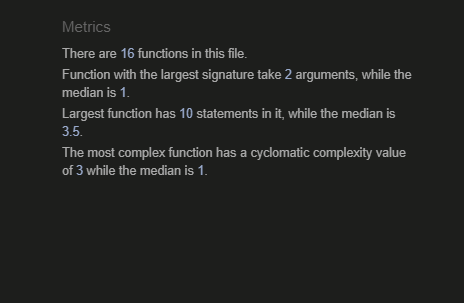 Metrics
There are 16 functions in this file.
Function with the largest signature take 2 arguments, while the
median is 1.
Largest function has 10 statements in it, while the median is
3.5.
The most complex function has a cyclomatic complexity value
of 3 while the median is 1.